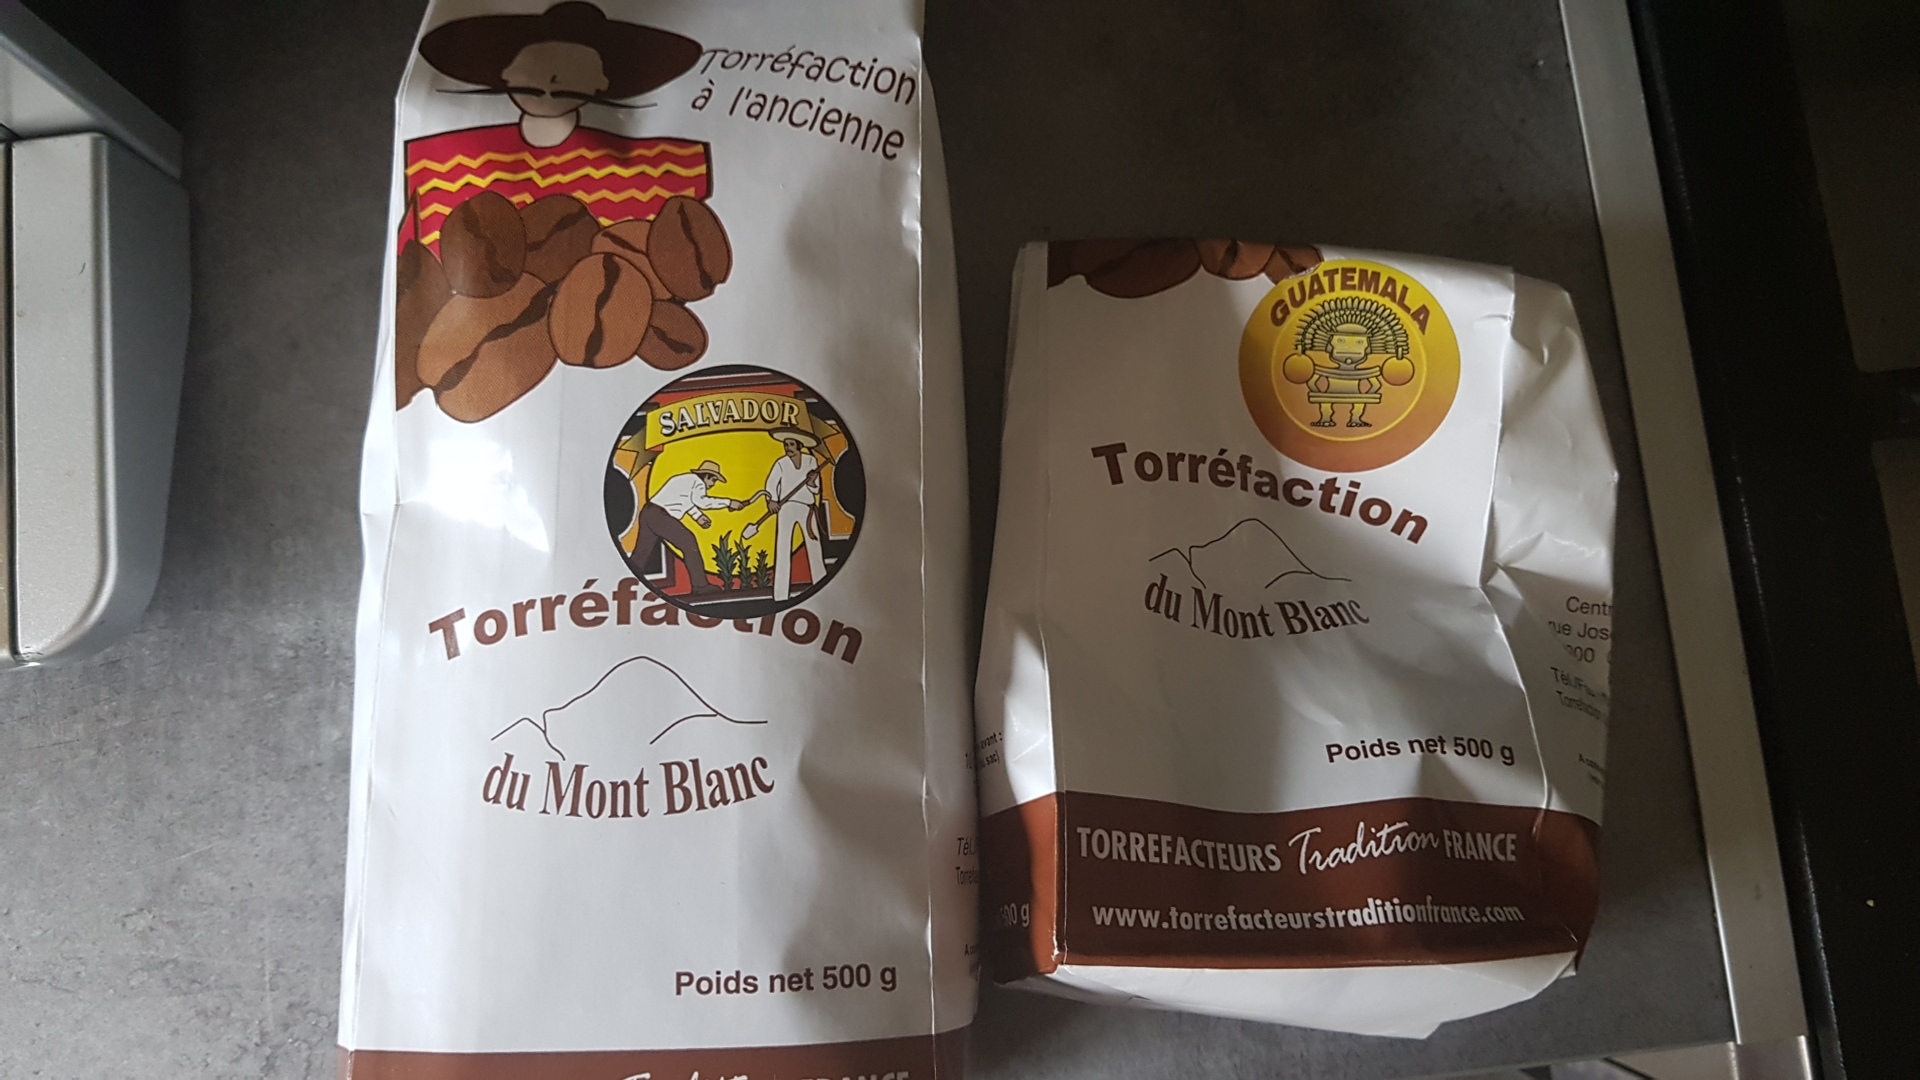 Torréfaction
à l'ancienne
SALVADOR
Torréfaction
du Mont Blanc
Poids net 500 g
GUATEMALA
Torréfaction
du Mont Blanc
Poids net 500 g
TORREFACTEURS Tradition FRANCE
www.torrefacteurstraditionfrance.com
rue